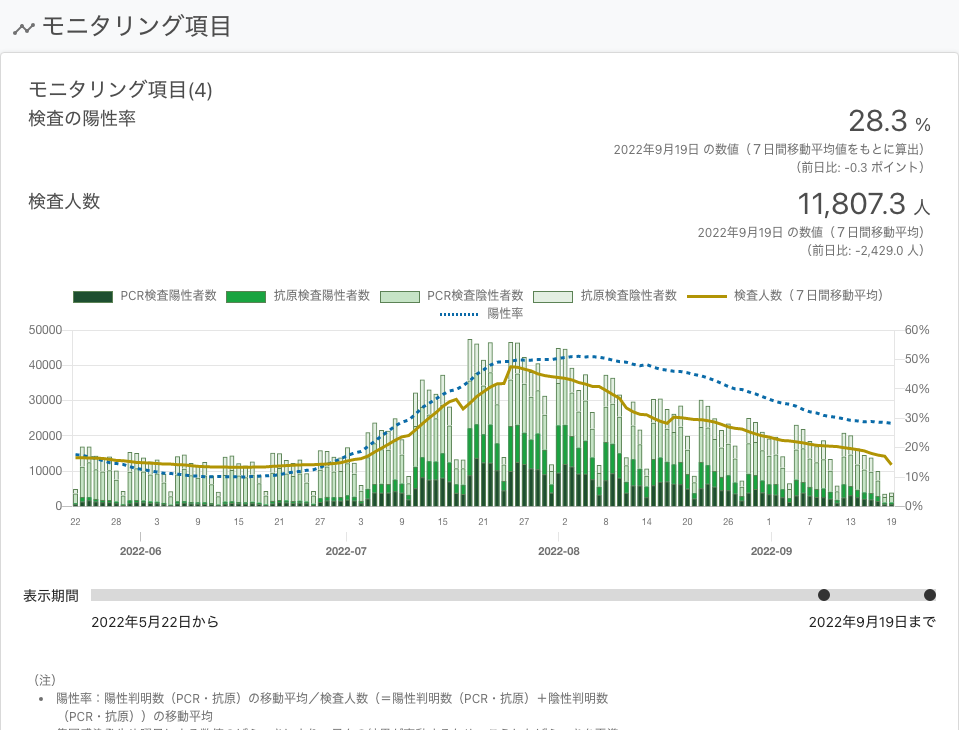 モニタリング項目
モニタリング項目(4)
検査の陽性率
28.3 %
2022年9月19日 の数値（７日間移動平均値をもとに算出）
（前日比: -0.3 ポイント）
検査人数
11,807.3 人
2022年9月19日 の数値（７日間移動平均）
（前日比: -2,429.0 人）
PCR検査陽性者数 抗原検査陽性者数 PCR検査陰性者数 抗原検査陰性者数 検査人数（７日間移動平均）
陽性率
50000 60%
50%
40000
40%
30000
30%
20000
20%
10000
10%
0 0%
22 28 3 9 15 21 27 3 9 15 21 27 2 8 14 20 26 1 7 13 19
2022-06 2022-07 2022-08 2022-09
表示期間
2022年5月22日から 2022年9月19日まで
（注）
• 陽性率：陽性判明数（PCR・抗原）の移動平均／検査人数（＝陽性判明数（PCR・抗原）＋陰性判明数
（PCR・抗原））の移動平均